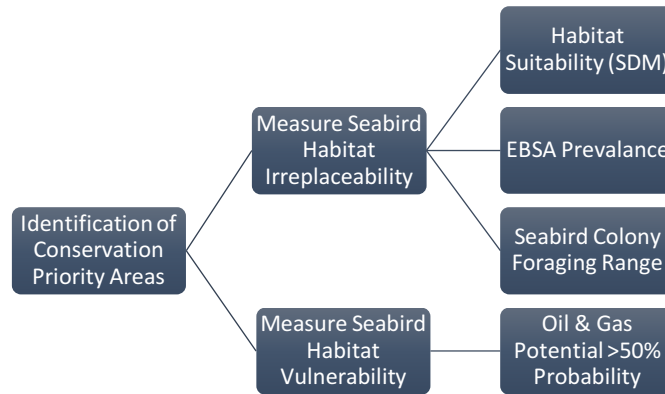 Identification of
Conservation
Priority Areas
Measure Seabird
Habitat
Irreplaceability
Habitat
Suitability (SDM)
EBSA Prevalance
Seabird Colony
Foraging Range
Measure Seabird
Habitat
Vulnerability
Oil & Gas
Potential >50%
Probability